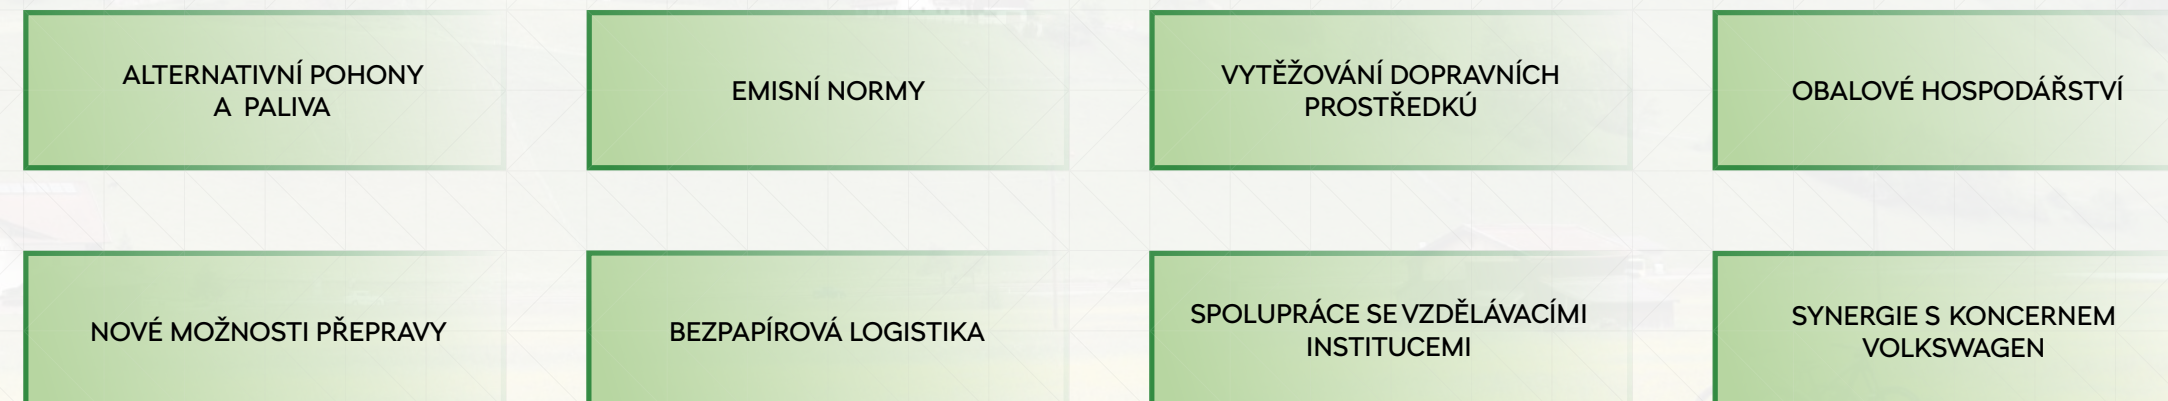 ALTERNATIVNÍ POHONY
A PALIVA
EMISNÍ NORMY
VYTĚŽOVÁNÍ DOPRAVNÍCH
PROSTŘEDKÚ
OBALOVÉ HOSPODÁŘSTVÍ
NOVÉ MOŽNOSTI PŘEPRAVY
BEZPAPÍROVÁ LOGISTIKA
SPOLUPRÁCE SE VZDĚLÁVACÍMI
INSTITUCEMI
SYNERGIE S KONCERNEM
VOLKSWAGEN